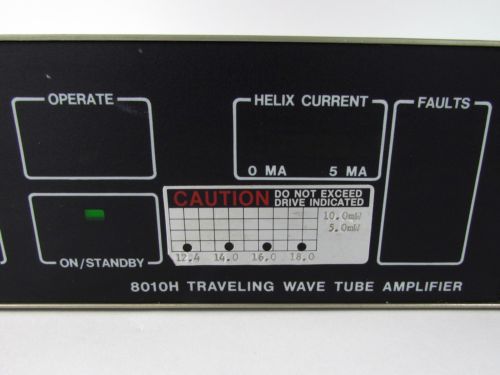 OPERATE
HELIX CURRENT
FAULTS
0 MA 5 MA
CAUTION DO NOT EXCEED
DRIVE INDICATED
10.0mW
5.0mW
12.4 14.0 16.0 18.0
ON/STANDBY
8010H TRAVELING WAVE TUBE AMPLIFIER